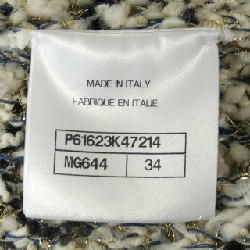 MADE IN ITALY
FABRIQUE EN ITALIE
P61623K47214
MG644 34